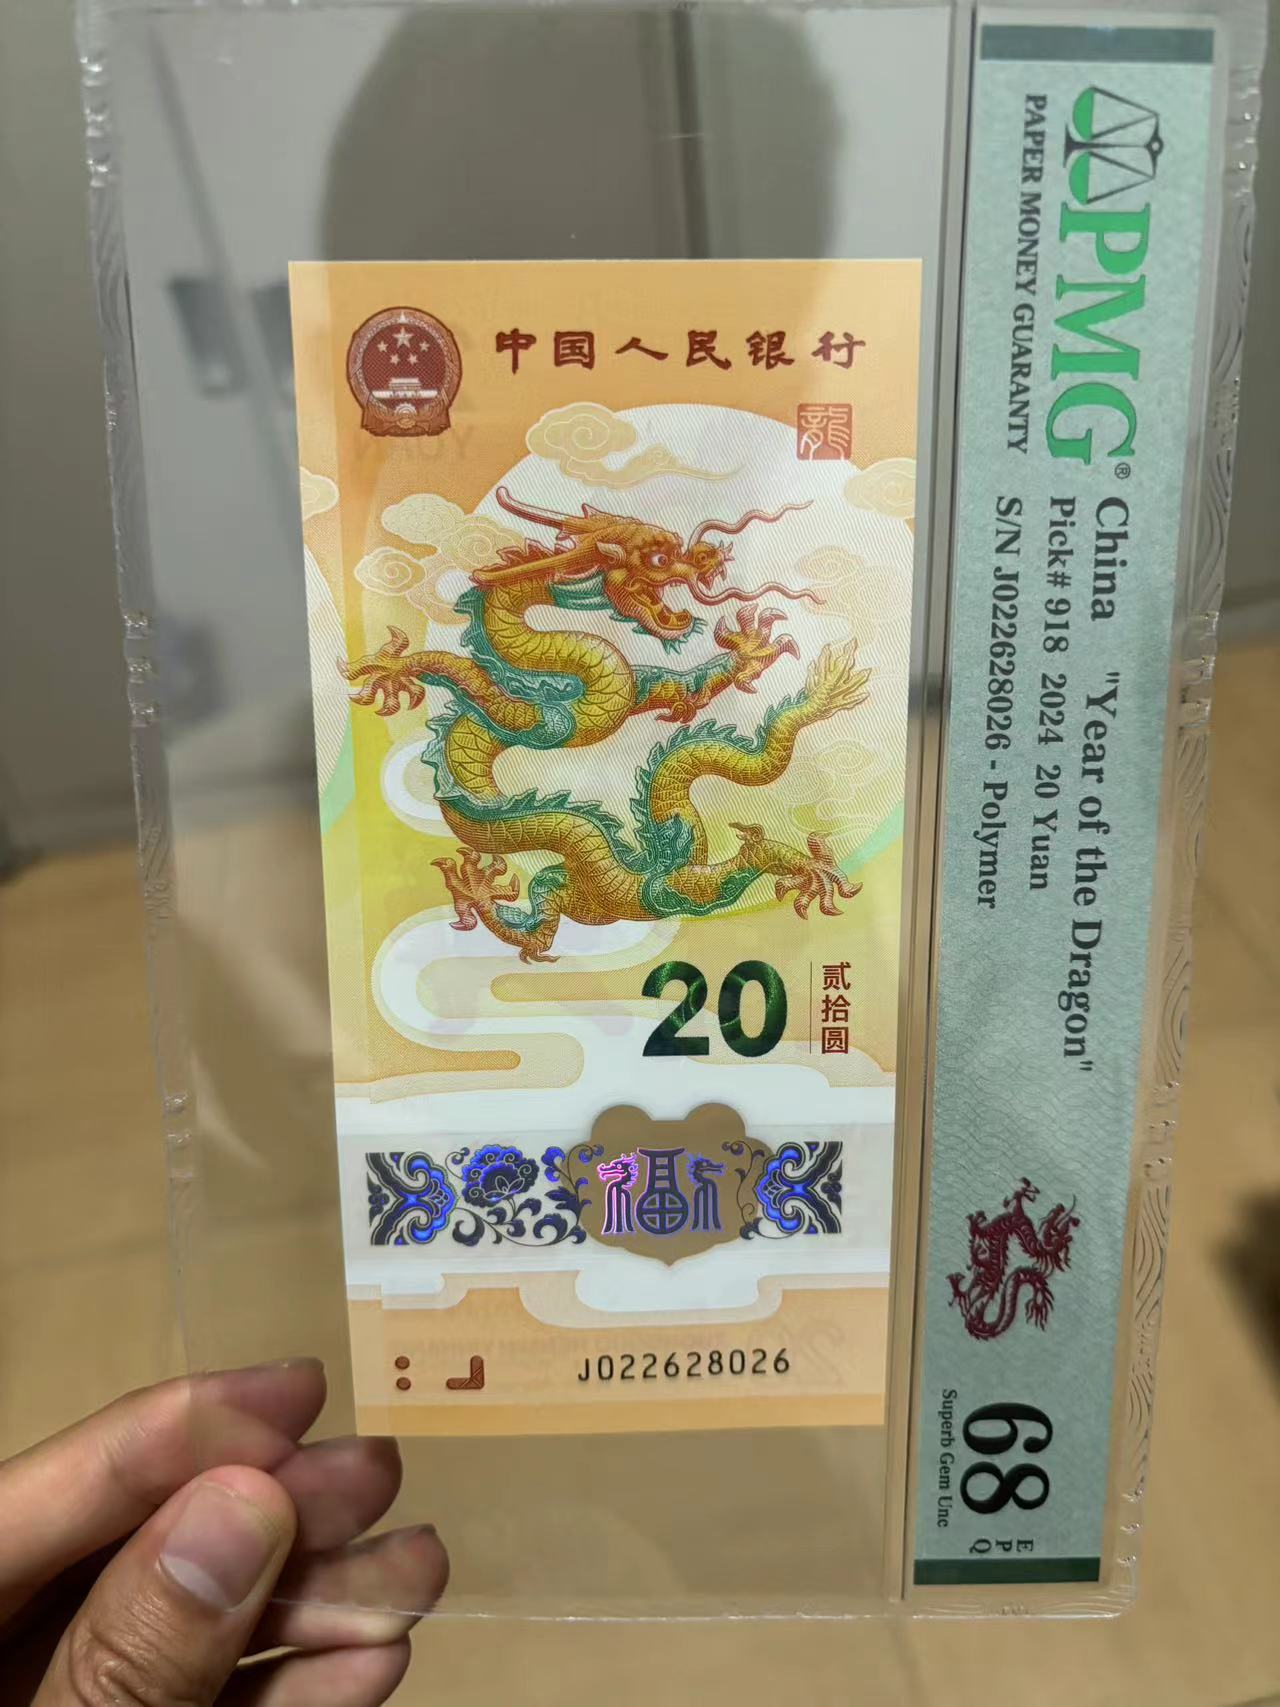 中国人民银行
龍
20
贰拾圆
福
J022628026
PMG®
PAPER MONEY GUARANTY
China "Year of the Dragon"
Pick# 918 2024 20 Yuan
S/N J022628026 - Polymer
68
EPQ
Superb Gem Unc